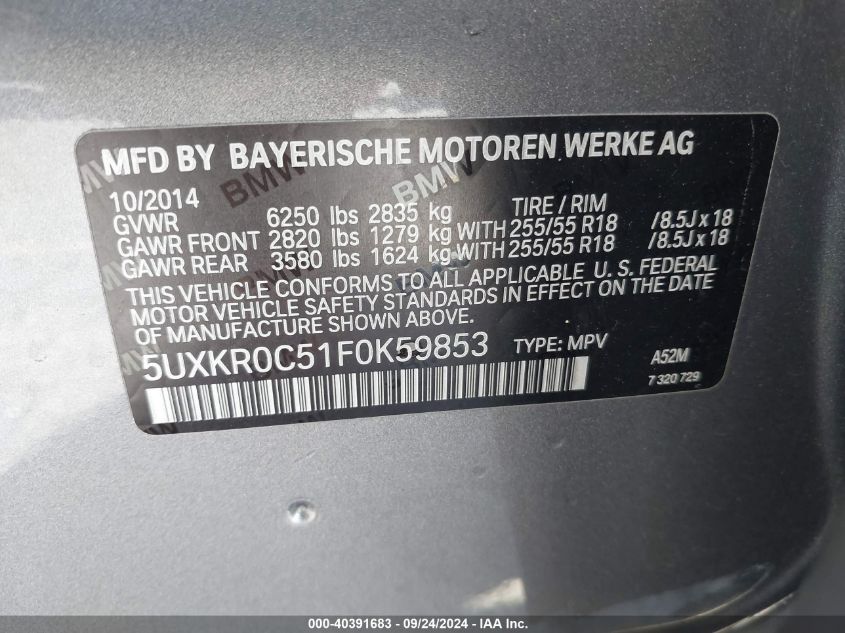 MFD BY BAYERISCHE MOTOREN WERKE AG
10/2014 TIRE / RIM
GVWR 6250 lbs 2835 kg
GAWR FRONT 2820 lbs 1279 kg WITH 255/55 R18 /8.5J x 18
GAWR REAR 3580 lbs 1624 kg WITH 255/55 R18 /8.5J x 18
THIS VEHICLE CONFORMS TO ALL APPLICABLE U. S. FEDERAL
MOTOR VEHICLE SAFETY STANDARDS IN EFFECT ON THE DATE
OF MANUFACTURE SHOWN ABOVE.
5UXKR0C51F0K59853 TYPE: MPV A52M
7 320 729
000-40391683 - 09/24/2024 - © IAA, Inc.